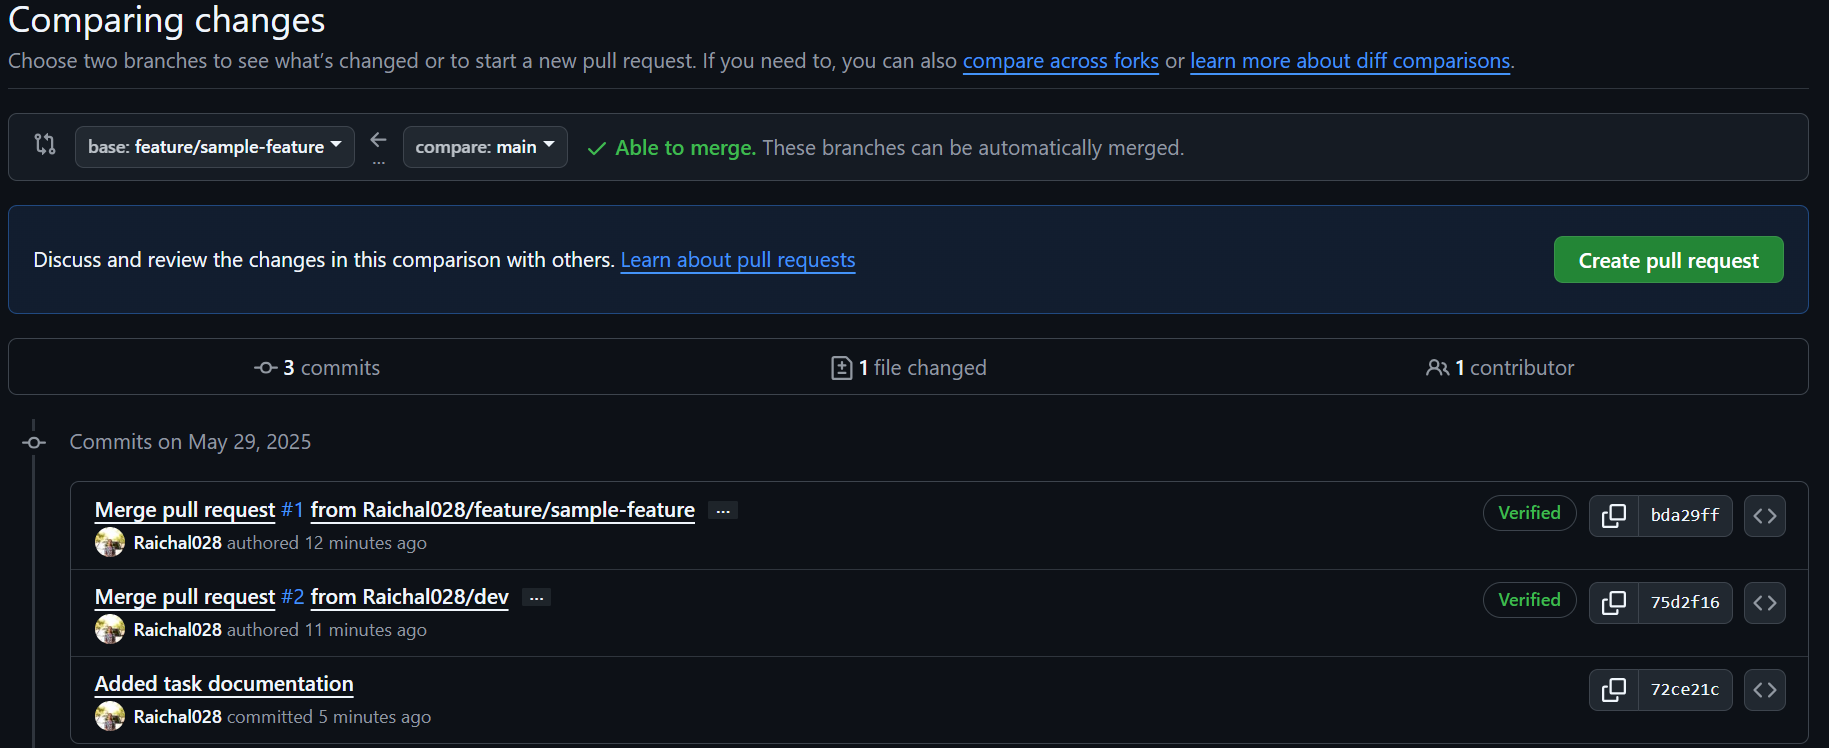 Comparing changes
Choose two branches to see what’s changed or to start a new pull request. If you need to, you can also compare across forks or learn more about diff comparisons.
base: feature/sample-feature ... compare: main Able to merge. These branches can be automatically merged.
Discuss and review the changes in this comparison with others. Learn about pull requests Create pull request
3 commits 1 file changed 1 contributor
Commits on May 29, 2025
Merge pull request #1 from Raichal028/feature/sample-feature ... Verified bda29ff
Raichal028 authored 12 minutes ago
Merge pull request #2 from Raichal028/dev ... Verified 75d2f16
Raichal028 authored 11 minutes ago
Added task documentation 72ce21c
Raichal028 committed 5 minutes ago